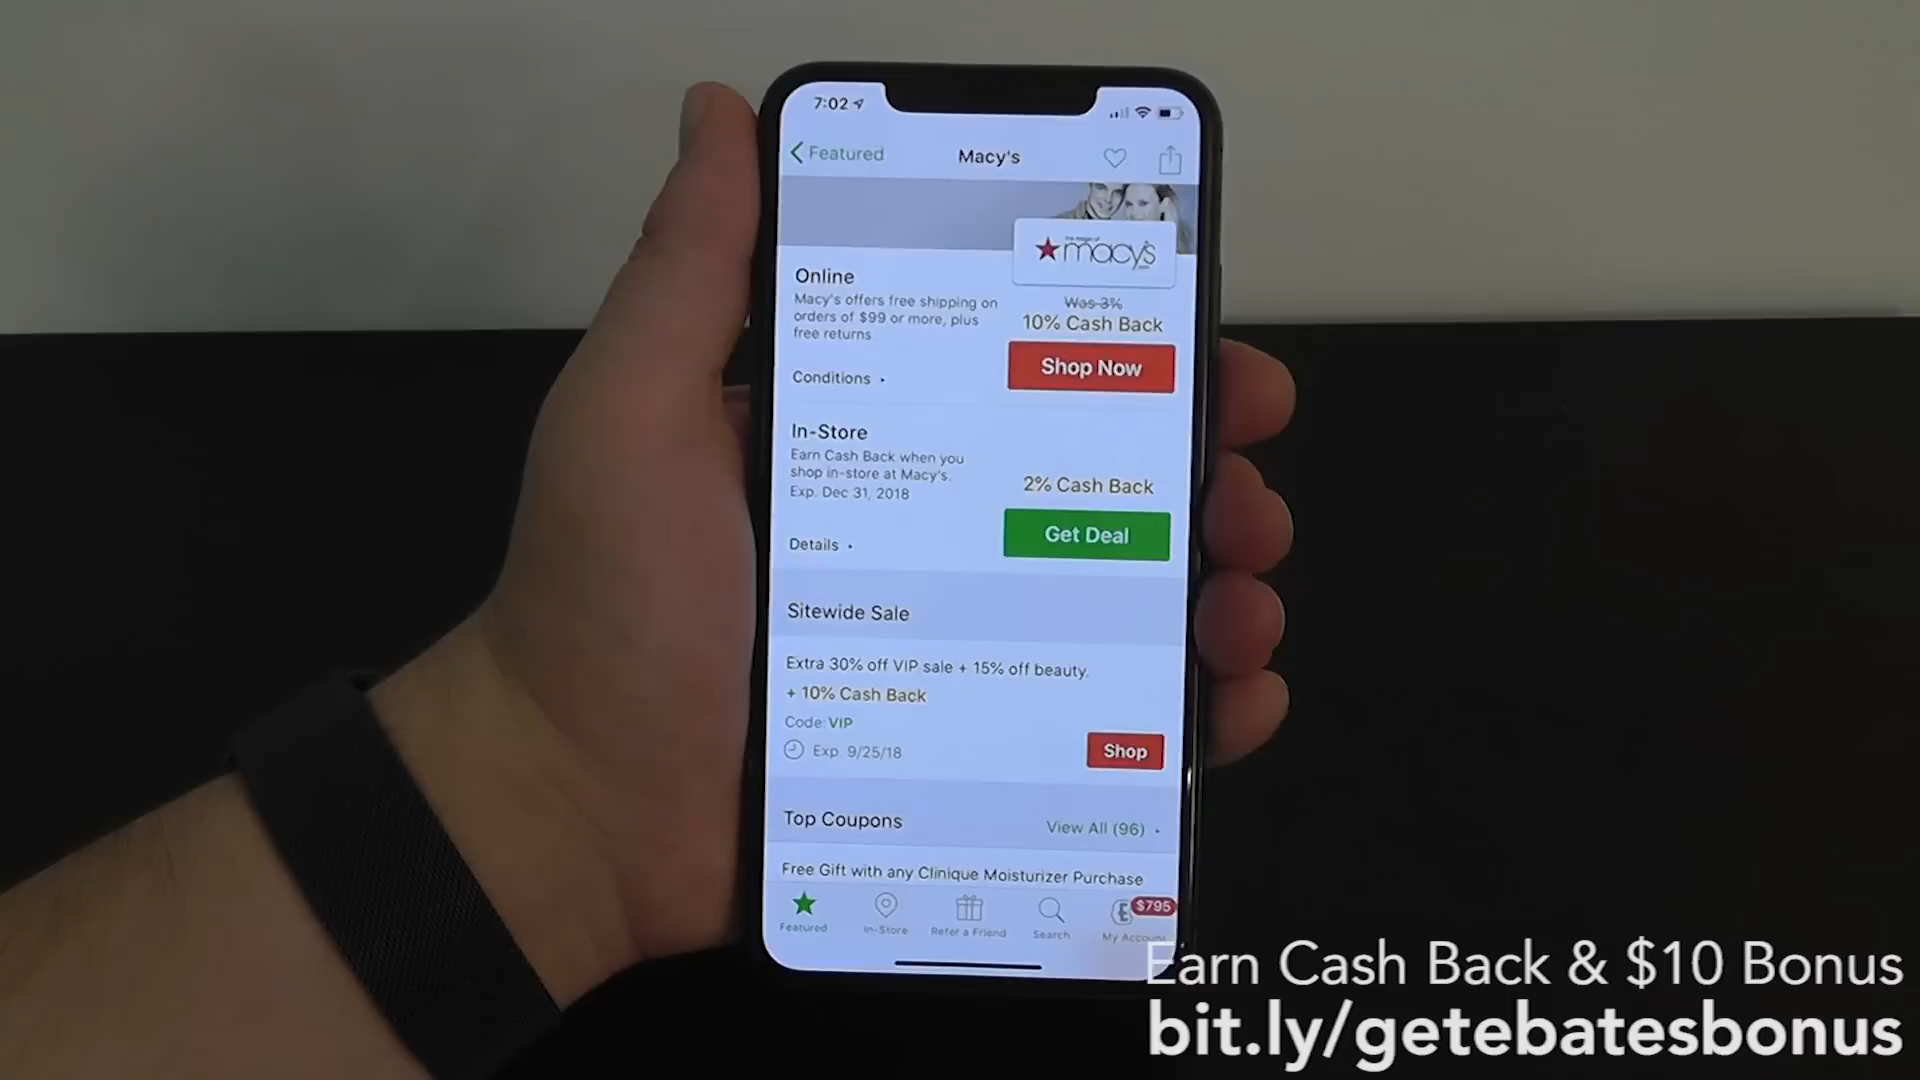 7:02
Featured
Macy's
the magic of
macy's
.com
Online
Macy's offers free shipping on
orders of $99 or more, plus
free returns
Was 3%
10% Cash Back
Shop Now
Conditions
In-Store
Earn Cash Back when you
shop in-store at Macy's.
Exp. Dec 31, 2018
2% Cash Back
Get Deal
Details
Sitewide Sale
Extra 30% off VIP sale + 15% off beauty.
+ 10% Cash Back
Code: VIP
Exp. 9/25/18
Shop
Top Coupons
View All (96)
Free Gift with any Clinique Moisturizer Purchase
Featured
In-Store
Refer a Friend
Search
$795
My Account
Earn Cash Back & $10 Bonus
bit.ly/getebatesbonus